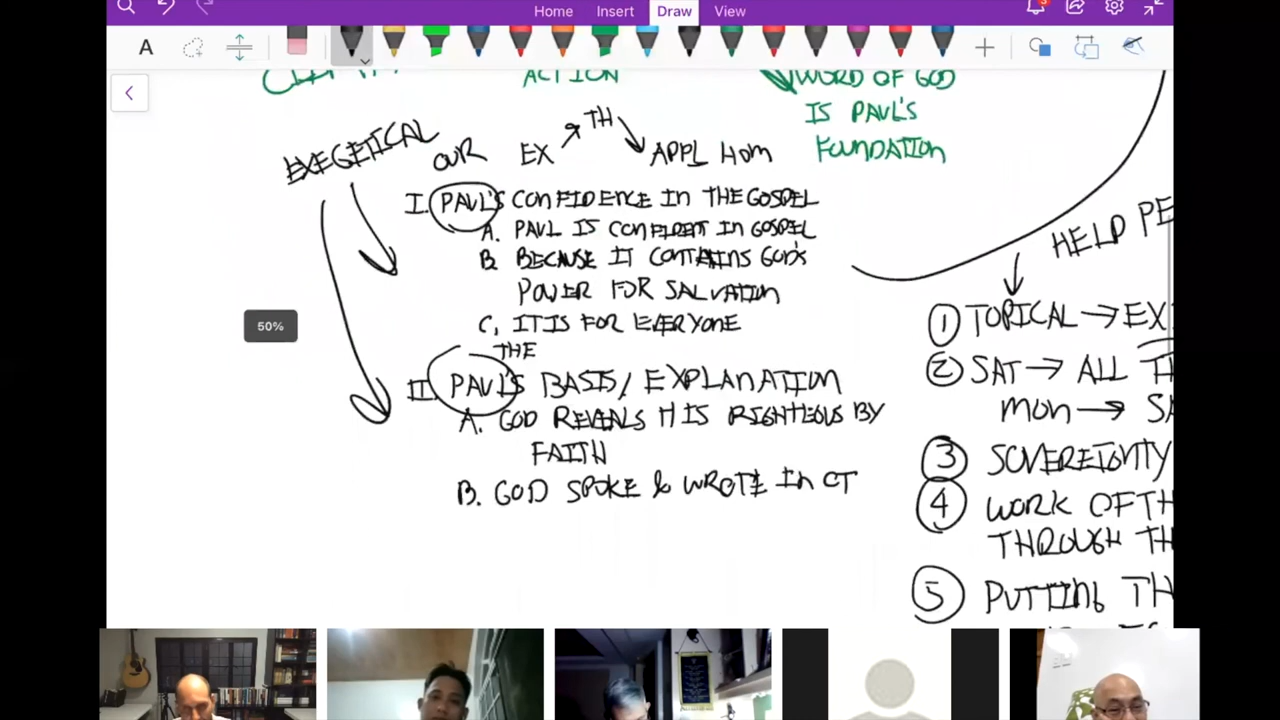 Home Insert Draw View
3
A
ACTION
WORD OF GOD
IS PAUL'S
FOUNDATION
EXEGETICAL
OUR EX TH APPL HOM
I. PAUL'S CONFIDENCE IN THE GOSPEL
A. PAUL IS CONFIDENT IN GOSPEL
B. BECAUSE IT CONTAINS GOD'S
POWER FOR SALVATION
C. IT IS FOR EVERYONE
THE
II PAUL'S BASIS/EXPLANATION
A. GOD REVEALS HIS RIGHTEOUS BY
FAITH
B. GOD SPOKE & WROTE IN OT
50%
HELP PE
1 TOPICAL → EX
2 SAT → ALL TH
MON → SA
3 SOVEREIGNTY
4 WORK OF TH
THROUGH TH
5 PUTTING TH